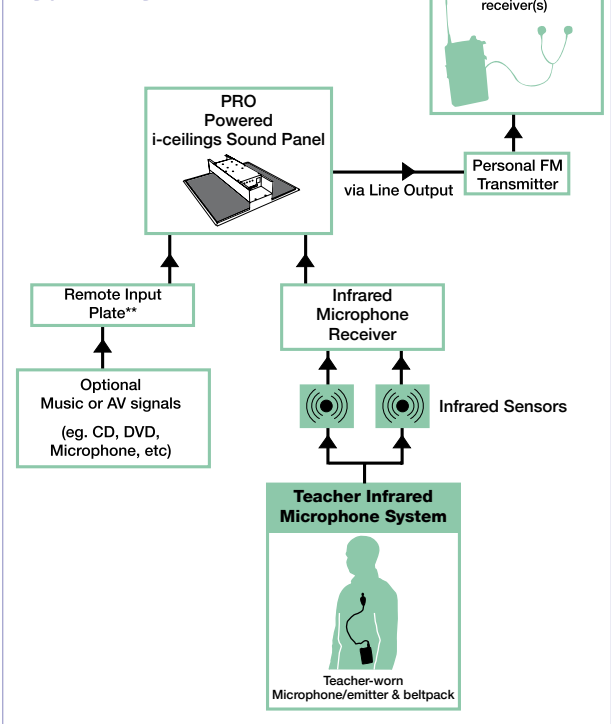 receiver(s)
PRO
Powered
i-ceilings Sound Panel
via Line Output
Personal FM
Transmitter
Remote Input
Plate**
Infrared
Microphone
Receiver
Optional
Music or AV signals
(eg. CD, DVD,
Microphone, etc)
Infrared Sensors
Teacher Infrared
Microphone System
Teacher-worn
Microphone/emitter & beltpack